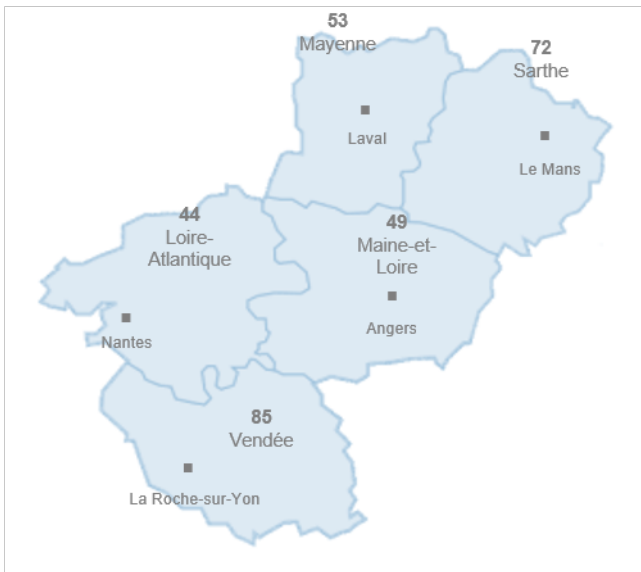 53
Mayenne
72
Sarthe
Laval
Le Mans
44
Loire-
Atlantique
49
Maine-et-
Loire
Nantes
Angers
85
Vendée
La Roche-sur-Yon